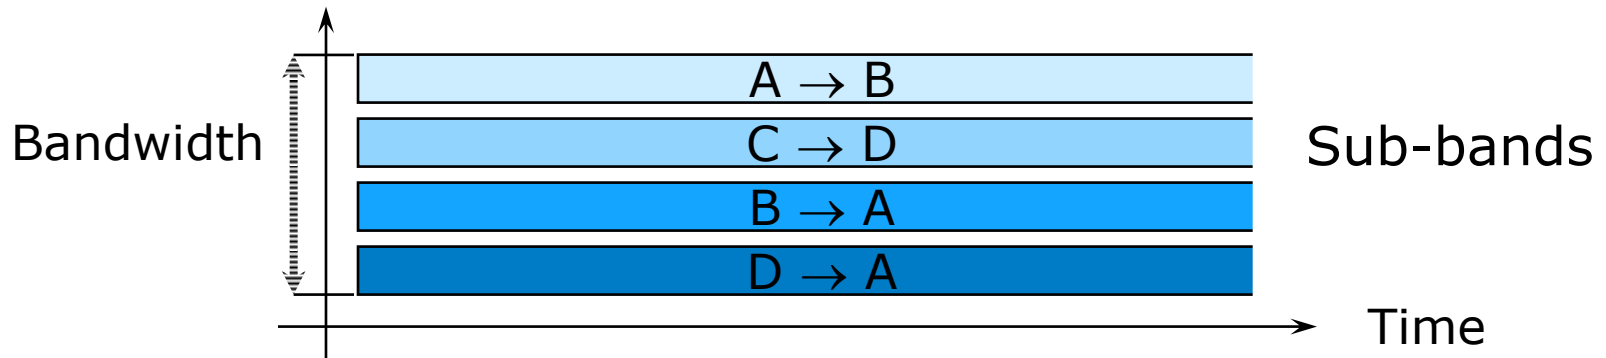 A → B
Bandwidth
C → D
Sub-bands
B → A
D → A
Time